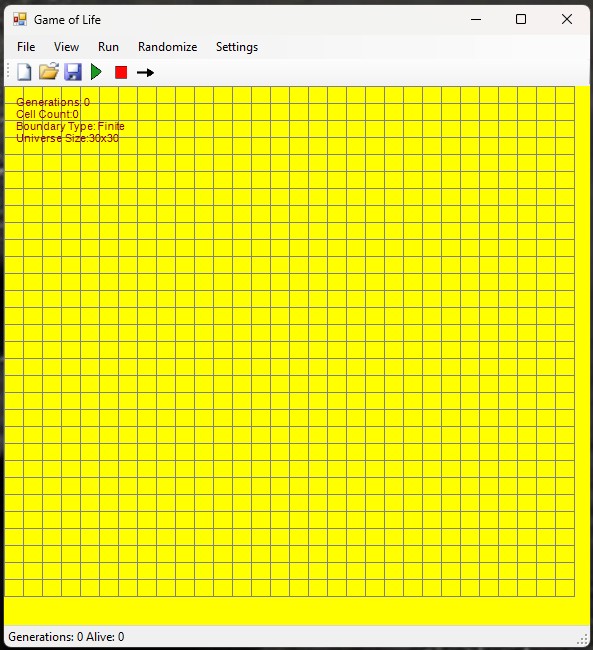 Game of Life
File View Run Randomize Settings
Generations: 0
Cell Count:0
Boundary Type: Finite
Universe Size:30x30
Generations: 0 Alive: 0